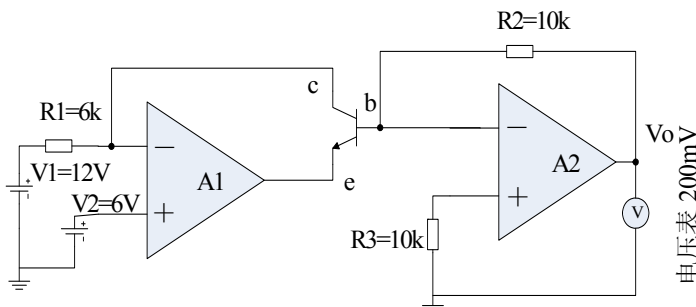 R2=10k
c
b
R1=6k
Vo
V1=12V
A1
A2
V2=6V
e
V
R3=10k
电压表 200mV